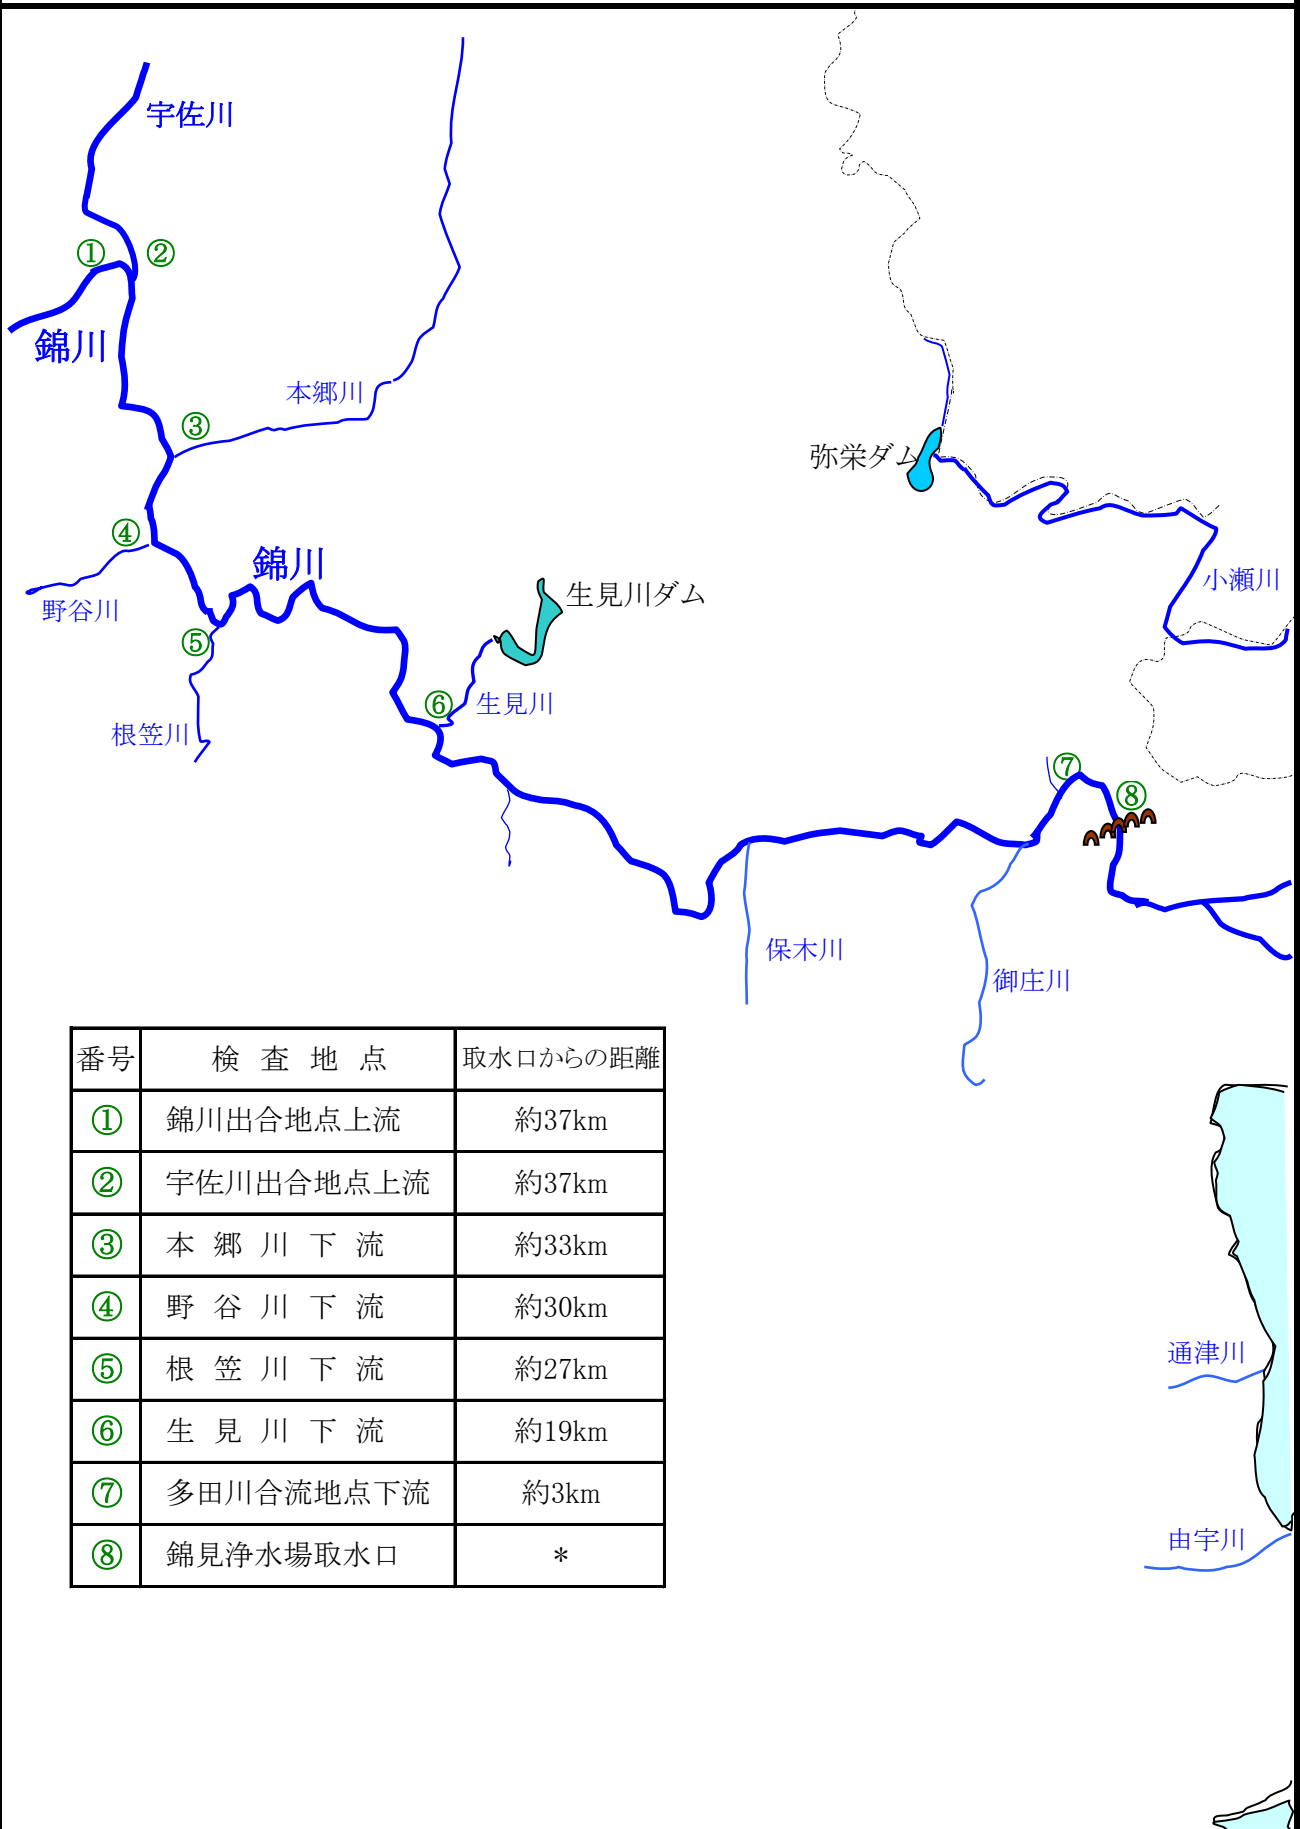 宇佐川
① ②
錦川
本郷川
③
弥栄ダム
④
錦川
小瀬川
生見川ダム
野谷川
⑤
⑥ 生見川
根笠川
⑦
⑧
保木川
御庄川
番号 検査地点 取水口からの距離
① 錦川出合地点上流 約37km
② 宇佐川出合地点上流 約37km
③ 本郷川下流 約33km
④ 野谷川下流 約30km
⑤ 根笠川下流 約27km
⑥ 生見川下流 約19km
⑦ 多田川合流地点下流 約3km
⑧ 錦見浄水場取水口 *
通津川
由宇川